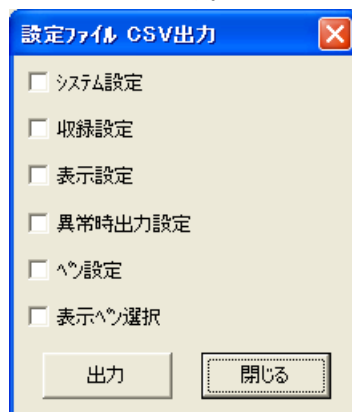 設定ﾌｧｲﾙ CSV出力
ｼｽﾃﾑ設定
収録設定
表示設定
異常時出力設定
ﾍﾟﾝ設定
表示ﾍﾟﾝ選択
出力
閉じる